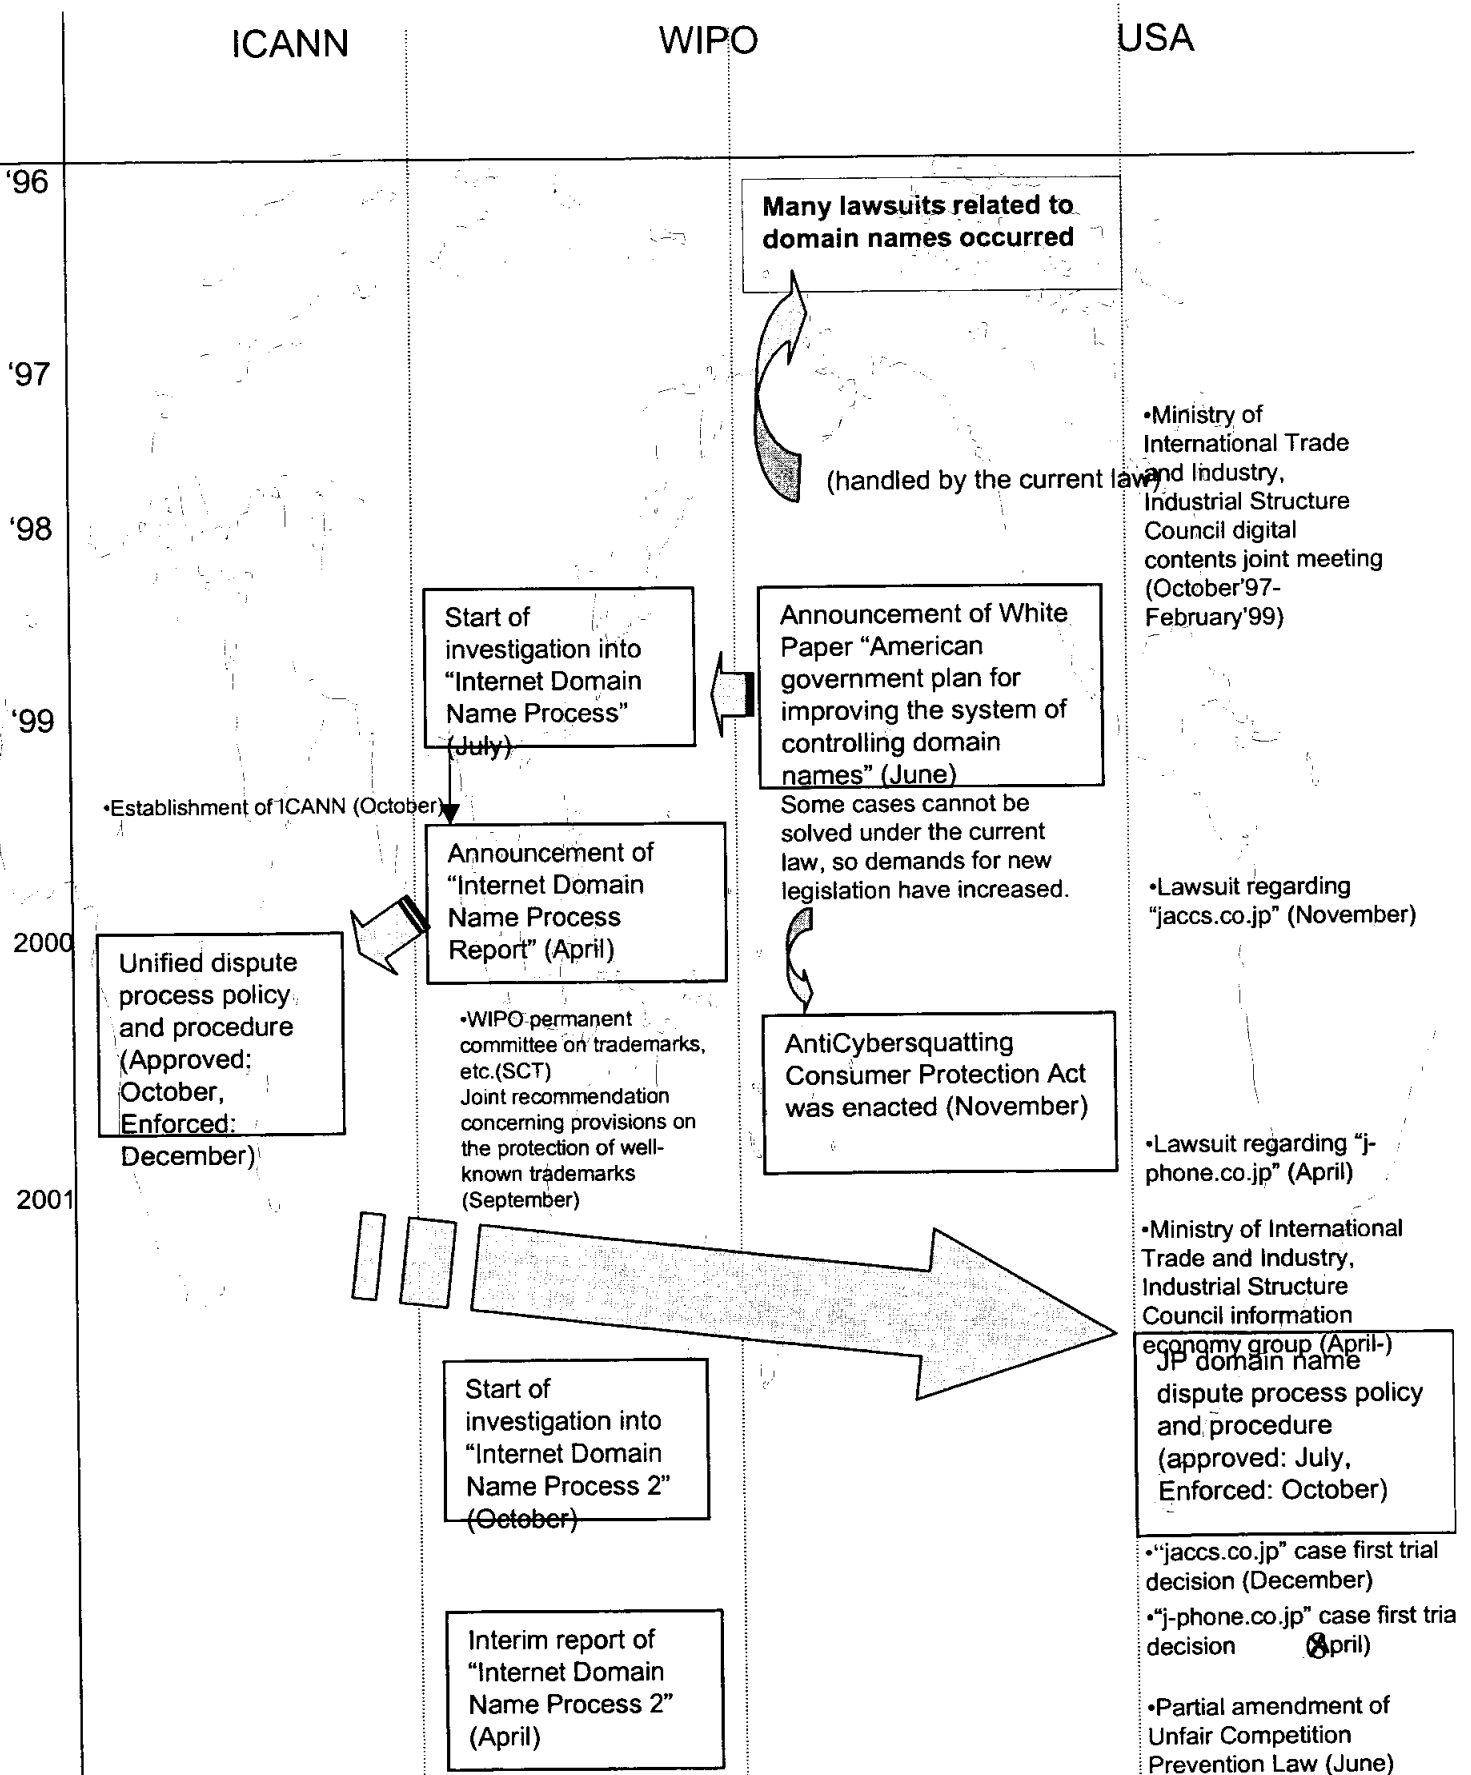 ICANN
WIPO
USA
‘96
Many lawsuits related to
domain names occurred
‘97
(handled by the current law)
•Ministry of
International Trade
and Industry,
Industrial Structure
Council digital
contents joint meeting
(October’97-
February’99)
‘98
Start of
investigation into
“Internet Domain
Name Process”
(July)
Announcement of White
Paper “American
government plan for
improving the system of
controlling domain
names” (June)
‘99
•Establishment of ICANN (October)
Some cases cannot be
solved under the current
law, so demands for new
legislation have increased.
Announcement of
“Internet Domain
Name Process
Report” (April)
•Lawsuit regarding
“jaccs.co.jp” (November)
2000
Unified dispute
process policy
and procedure
(Approved:
October,
Enforced:
December)
•WIPO permanent
committee on trademarks,
etc.(SCT)
Joint recommendation
concerning provisions on
the protection of well-
known trademarks
(September)
AntiCybersquatting
Consumer Protection Act
was enacted (November)
•Lawsuit regarding “j-
phone.co.jp” (April)
2001
•Ministry of International
Trade and Industry,
Industrial Structure
Council information
economy group (April-)
JP domain name
dispute process policy
and procedure
(approved: July,
Enforced: October)
Start of
investigation into
“Internet Domain
Name Process 2”
(October)
•“jaccs.co.jp” case first trial
decision (December)
•“j-phone.co.jp” case first tria
decision (April)
Interim report of
“Internet Domain
Name Process 2”
(April)
•Partial amendment of
Unfair Competition
Prevention Law (June)